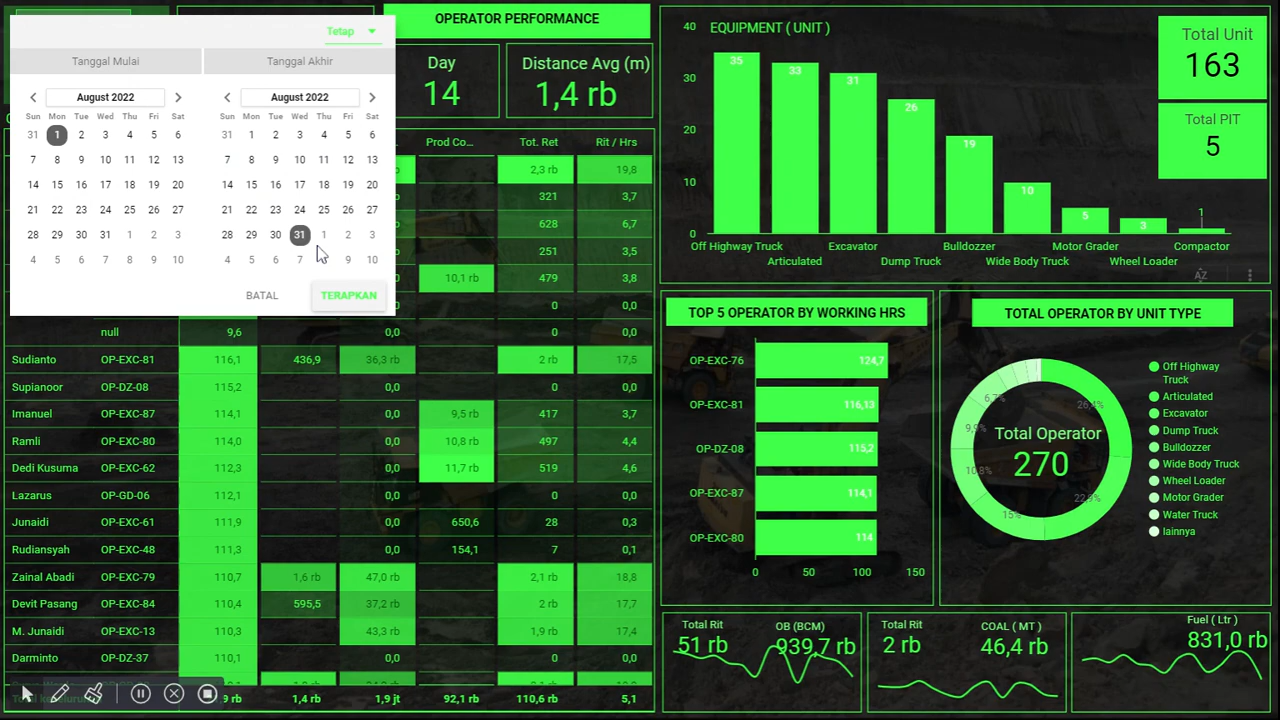 Tetap
Tanggal Mulai
Tanggal Akhir
August 2022
Sun Mon Tue Wed Thu Fri Sat
31 1 2 3 4 5 6
7 8 9 10 11 12 13
14 15 16 17 18 19 20
21 22 23 24 25 26 27
28 29 30 31 1 2 3
4 5 6 7 8 9 10
August 2022
Sun Mon Tue Wed Thu Fri Sat
31 1 2 3 4 5 6
7 8 9 10 11 12 13
14 15 16 17 18 19 20
21 22 23 24 25 26 27
28 29 30 31 1 2 3
4 5 6 7 9 10
BATAL
TERAPKAN
OPERATOR PERFORMANCE
Day
14
Distance Avg (m)
1,4 rb
Prod Co... Tot. Ret Rit / Hrs
2,3 rb 19,8
321 3,7
628 6,7
251 3,5
10,1 rb 479 3,8
0 0,0
null 9,6 0,0 0 0,0
Sudianto OP-EXC-81 116,1 436,9 36,3 rb 2 rb 17,5
Supianoor OP-DZ-08 115,2 0,0 0 0,0
Imanuel OP-EXC-87 114,1 0,0 9,5 rb 417 3,7
Ramli OP-EXC-80 114,0 0,0 10,8 rb 497 4,4
Dedi Kusuma OP-EXC-62 112,3 0,0 11,7 rb 519 4,6
Lazarus OP-GD-06 112,1 0,0 0 0,0
Junaidi OP-EXC-61 111,9 0,0 650,6 28 0,3
Rudiansyah OP-EXC-48 111,3 0,0 154,1 7 0,1
Zainal Abadi OP-EXC-79 110,7 1,6 rb 47,0 rb 2,1 rb 18,8
Devit Pasang OP-EXC-84 110,4 595,5 37,2 rb 2 rb 17,7
M. Junaidi OP-EXC-13 110,3 43,3 rb 1,9 rb 17,4
Darminto OP-DZ-37 110,1 0,0 0 0,0
9 rb 1,4 rb 1,9 jt 92,1 rb 110,6 rb 5,1
EQUIPMENT ( UNIT )
40
30
20
10
0
35 33 31 26 19 10 5 3 1
Off Highway Truck Excavator Bulldozzer Motor Grader Compactor
Articulated Dump Truck Wide Body Truck Wheel Loader
AZ
Total Unit
163
Total PIT
5
TOP 5 OPERATOR BY WORKING HRS
OP-EXC-76 124,7
OP-EXC-81 116,13
OP-DZ-08 115,2
OP-EXC-87 114,1
OP-EXC-80 114
0 50 100 150
TOTAL OPERATOR BY UNIT TYPE
Total Operator
270
15%
10,8%
Off Highway
Truck
Articulated
Excavator
Dump Truck
Bulldozzer
Wide Body Truck
Wheel Loader
Motor Grader
Water Truck
lainnya
Total Rit
51 rb
OB (BCM)
939,7 rb
Total Rit
2 rb
COAL ( MT )
46,4 rb
Fuel ( Ltr )
831,0 rb